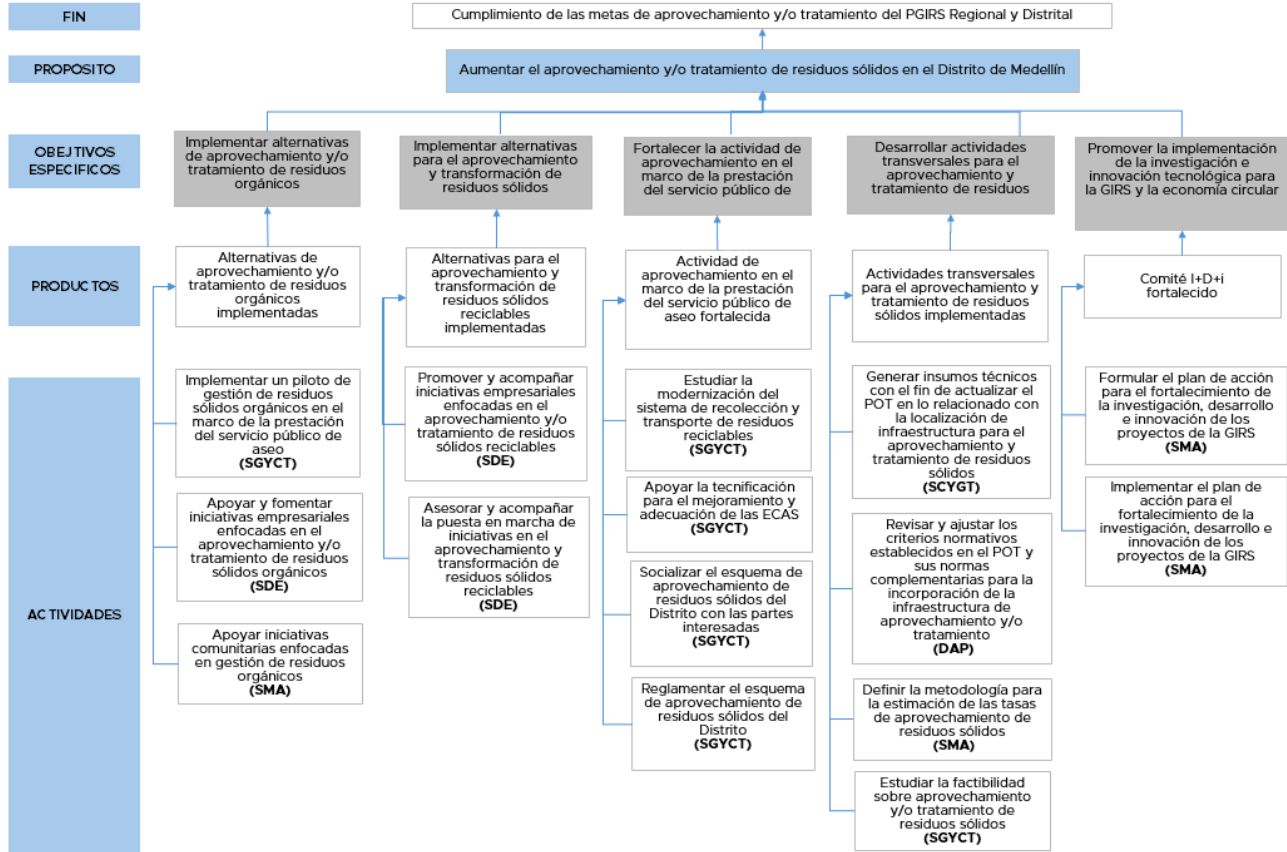 FIN
Cumplimiento de las metas de aprovechamiento y/o tratamiento del PGIRS Regional y Distrital
PROPÓSITO
Aumentar el aprovechamiento y/o tratamiento de residuos sólidos en el Distrito de Medellín
OBEJTIVOS
ESPECÍFICOS
Implementar alternativas
de aprovechamiento y/o
tratamiento de residuos
orgánicos
Implementar alternativas
para el aprovechamiento
y transformación de
residuos sólidos
Fortalecer la actividad de
aprovechamiento en el
marco de la prestación
del servicio público de
Desarrollar actividades
transversales para el
aprovechamiento y
tratamiento de residuos
Promover la implementación
de la investigación e
innovación tecnológica para
la GIRS y la economía circular
PRODUCTOS
Alternativas de
aprovechamiento y/o
tratamiento de residuos
orgánicos
implementadas
Alternativas para el
aprovechamiento y
transformación de
residuos sólidos
reciclables
implementadas
Actividad de
aprovechamiento en el
marco de la prestación
del servicio público de
aseo fortalecida
Actividades transversales
para el aprovechamiento y
tratamiento de residuos
sólidos implementadas
Comité I+D+i
fortalecido
ACTIVIDADES
Implementar un piloto de
gestión de residuos
sólidos orgánicos en el
marco de la prestación
del servicio público de
aseo
(SGYCT)
Apoyar y fomentar
iniciativas empresariales
enfocadas en el
aprovechamiento y/o
tratamiento de residuos
sólidos orgánicos
(SDE)
Apoyar iniciativas
comunitarias enfocadas
en gestión de residuos
orgánicos
(SMA)
Promover y acompañar
iniciativas empresariales
enfocadas en el
aprovechamiento y/o
tratamiento de residuos
sólidos reciclables
(SDE)
Asesorar y acompañar
la puesta en marcha de
iniciativas en el
aprovechamiento y
transformación de
residuos sólidos
reciclables
(SDE)
Estudiar la
modernización del
sistema de recolección y
transporte de residuos
reciclables
(SGYCT)
Apoyar la tecnificación
para el mejoramiento y
adecuación de las ECAS
(SGYCT)
Socializar el esquema de
aprovechamiento de
residuos sólidos del
Distrito con las partes
interesadas
(SGYCT)
Reglamentar el esquema
de aprovechamiento de
residuos sólidos del
Distrito
(SGYCT)
Generar insumos técnicos
con el fin de actualizar el
POT en lo relacionado con
la localización de
infraestructura para el
aprovechamiento y
tratamiento de residuos
sólidos
(SCYGT)
Revisar y ajustar los
criterios normativos
establecidos en el POT y
sus normas
complementarias para la
incorporación de la
infraestructura de
aprovechamiento y/o
tratamiento
(DAP)
Definir la metodología para
la estimación de las tasas
de aprovechamiento de
residuos sólidos
(SMA)
Estudiar la factibilidad
sobre aprovechamiento
y/o tratamiento de
residuos sólidos
(SGYCT)
Formular el plan de acción
para el fortalecimiento de
la investigación, desarrollo
e innovación de los
proyectos de la GIRS
(SMA)
Implementar el plan de
acción para el
fortalecimiento de la
investigación, desarrollo e
innovación de los
proyectos de la GIRS
(SMA)